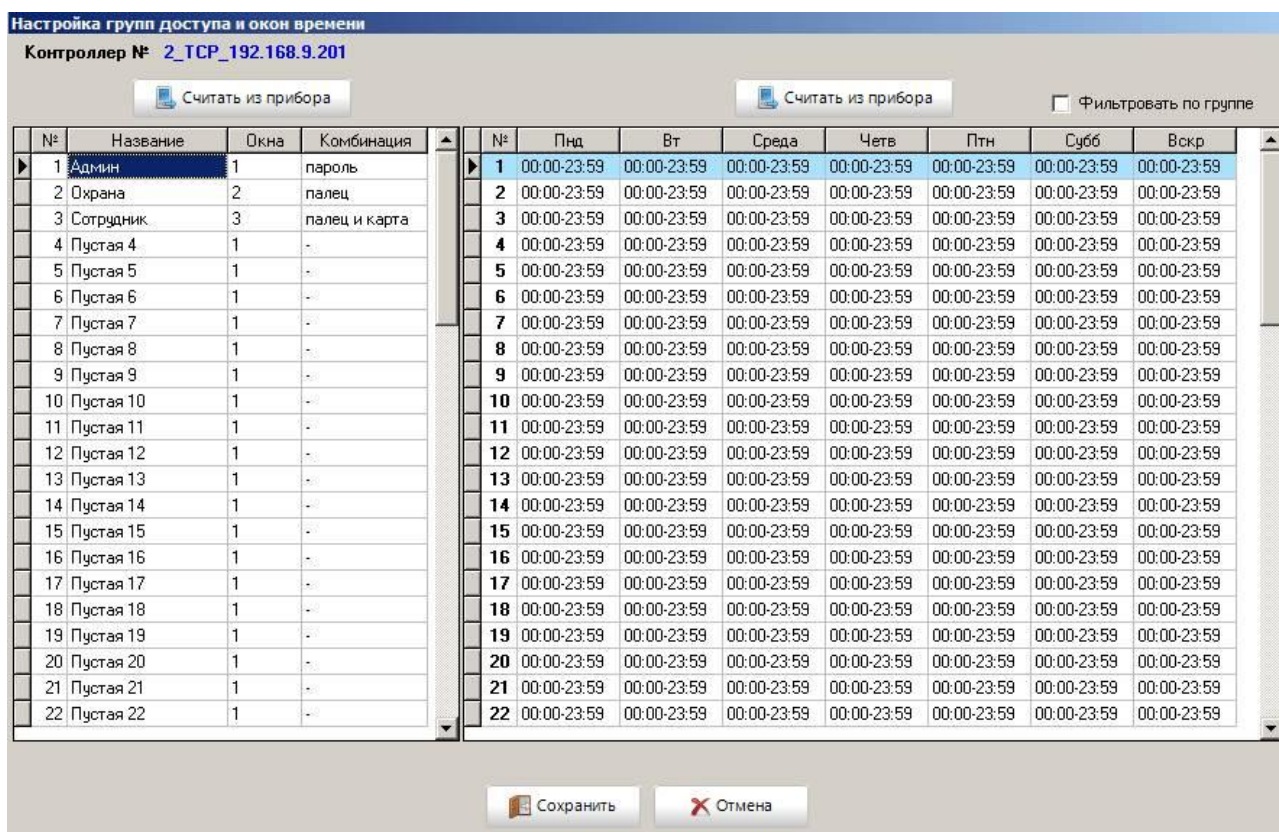 Настройка групп доступа и окон времени
Контроллер № 2_TCP_192.168.9.201
Считать из прибора Считать из прибора Фильтровать по группе
№ Название Окна Комбинация № Пнд Вт Среда Четв Птн Субб Вскр
1 Админ 1 пароль 1 00:00-23:59 00:00-23:59 00:00-23:59 00:00-23:59 00:00-23:59 00:00-23:59 00:00-23:59
2 Охрана 2 палец 2 00:00-23:59 00:00-23:59 00:00-23:59 00:00-23:59 00:00-23:59 00:00-23:59 00:00-23:59
3 Сотрудник 3 палец и карта 3 00:00-23:59 00:00-23:59 00:00-23:59 00:00-23:59 00:00-23:59 00:00-23:59 00:00-23:59
4 Пустая 4 1 - 4 00:00-23:59 00:00-23:59 00:00-23:59 00:00-23:59 00:00-23:59 00:00-23:59 00:00-23:59
5 Пустая 5 1 - 5 00:00-23:59 00:00-23:59 00:00-23:59 00:00-23:59 00:00-23:59 00:00-23:59 00:00-23:59
6 Пустая 6 1 - 6 00:00-23:59 00:00-23:59 00:00-23:59 00:00-23:59 00:00-23:59 00:00-23:59 00:00-23:59
7 Пустая 7 1 - 7 00:00-23:59 00:00-23:59 00:00-23:59 00:00-23:59 00:00-23:59 00:00-23:59 00:00-23:59
8 Пустая 8 1 - 8 00:00-23:59 00:00-23:59 00:00-23:59 00:00-23:59 00:00-23:59 00:00-23:59 00:00-23:59
9 Пустая 9 1 - 9 00:00-23:59 00:00-23:59 00:00-23:59 00:00-23:59 00:00-23:59 00:00-23:59 00:00-23:59
10 Пустая 10 1 - 10 00:00-23:59 00:00-23:59 00:00-23:59 00:00-23:59 00:00-23:59 00:00-23:59 00:00-23:59
11 Пустая 11 1 - 11 00:00-23:59 00:00-23:59 00:00-23:59 00:00-23:59 00:00-23:59 00:00-23:59 00:00-23:59
12 Пустая 12 1 - 12 00:00-23:59 00:00-23:59 00:00-23:59 00:00-23:59 00:00-23:59 00:00-23:59 00:00-23:59
13 Пустая 13 1 - 13 00:00-23:59 00:00-23:59 00:00-23:59 00:00-23:59 00:00-23:59 00:00-23:59 00:00-23:59
14 Пустая 14 1 - 14 00:00-23:59 00:00-23:59 00:00-23:59 00:00-23:59 00:00-23:59 00:00-23:59 00:00-23:59
15 Пустая 15 1 - 15 00:00-23:59 00:00-23:59 00:00-23:59 00:00-23:59 00:00-23:59 00:00-23:59 00:00-23:59
16 Пустая 16 1 - 16 00:00-23:59 00:00-23:59 00:00-23:59 00:00-23:59 00:00-23:59 00:00-23:59 00:00-23:59
17 Пустая 17 1 - 17 00:00-23:59 00:00-23:59 00:00-23:59 00:00-23:59 00:00-23:59 00:00-23:59 00:00-23:59
18 Пустая 18 1 - 18 00:00-23:59 00:00-23:59 00:00-23:59 00:00-23:59 00:00-23:59 00:00-23:59 00:00-23:59
19 Пустая 19 1 - 19 00:00-23:59 00:00-23:59 00:00-23:59 00:00-23:59 00:00-23:59 00:00-23:59 00:00-23:59
20 Пустая 20 1 - 20 00:00-23:59 00:00-23:59 00:00-23:59 00:00-23:59 00:00-23:59 00:00-23:59 00:00-23:59
21 Пустая 21 1 - 21 00:00-23:59 00:00-23:59 00:00-23:59 00:00-23:59 00:00-23:59 00:00-23:59 00:00-23:59
22 Пустая 22 1 - 22 00:00-23:59 00:00-23:59 00:00-23:59 00:00-23:59 00:00-23:59 00:00-23:59 00:00-23:59
Сохранить Отмена